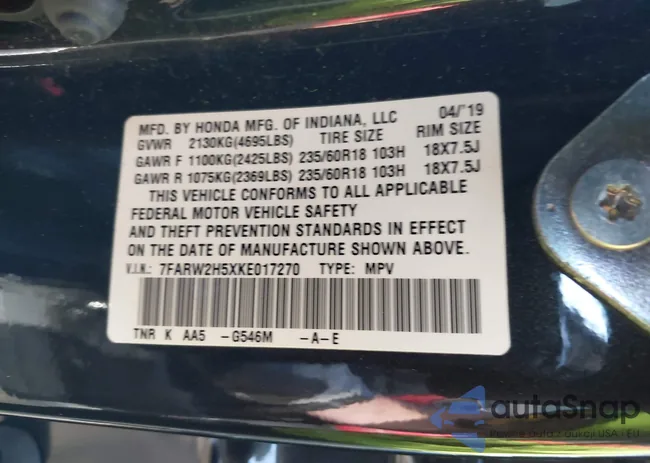 MFD. BY HONDA MFG. OF INDIANA, LLC 04/'19
GVWR 2130KG(4695LBS) TIRE SIZE RIM SIZE
GAWR F 1100KG(2425LBS) 235/60R18 103H 18X7.5J
GAWR R 1075KG(2369LBS) 235/60R18 103H 18X7.5J
THIS VEHICLE CONFORMS TO ALL APPLICABLE
FEDERAL MOTOR VEHICLE SAFETY
AND THEFT PREVENTION STANDARDS IN EFFECT
ON THE DATE OF MANUFACTURE SHOWN ABOVE.
V.I.N.: 7FARW2H5XKE017270 TYPE: MPV
TNR K AA5 -G546M -A-E
autaSnap